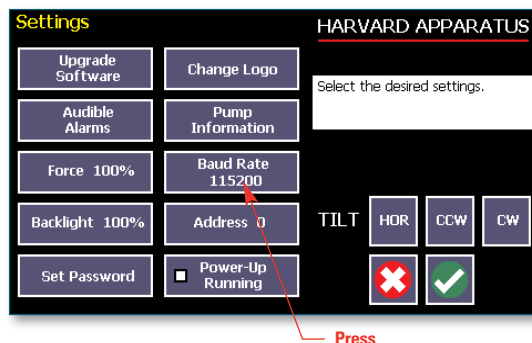 Settings
HARVARD APPARATUS
Upgrade
Software
Change Logo
Select the desired settings.
Audible
Alarms
Pump
Information
Force 100%
Baud Rate
115200
Backlight 100%
Address 0
TILT
HOR
CCW
CW
Set Password
Power-Up
Running
Press